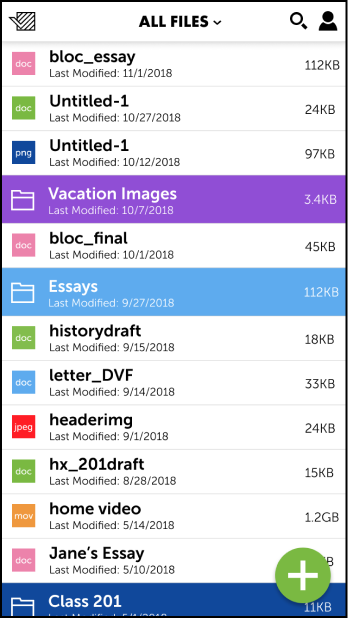 ALL FILES
doc
bloc_essay
Last Modified: 11/1/2018
112KB
doc
Untitled-1
Last Modified: 10/27/2018
24KB
png
Untitled-1
Last Modified: 10/12/2018
97KB
Vacation Images
Last Modified: 10/7/2018
3.4KB
doc
bloc_final
Last Modified: 10/1/2018
45KB
Essays
Last Modified: 9/27/2018
112KB
doc
historydraft
Last Modified: 9/15/2018
18KB
doc
letter_DVF
Last Modified: 9/14/2018
33KB
jpeg
headerimg
Last Modified: 9/1/2018
24KB
doc
hx_201draft
Last Modified: 8/28/2018
15KB
mov
home video
Last Modified: 5/14/2018
1.2GB
doc
Jane's Essay
Last Modified: 5/10/2018
Class 201
Last Modified: 5/1/2018
11KB